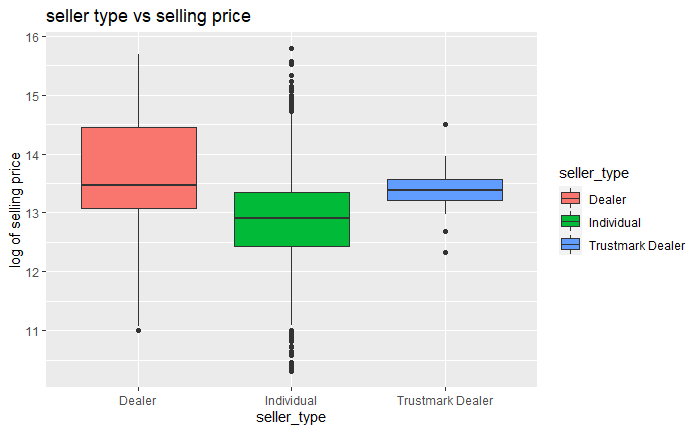 seller type vs selling price
log of selling price
16
15
14
13
12
11
Dealer
Individual
Trustmark Dealer
seller_type
seller_type
Dealer
Individual
Trustmark Dealer